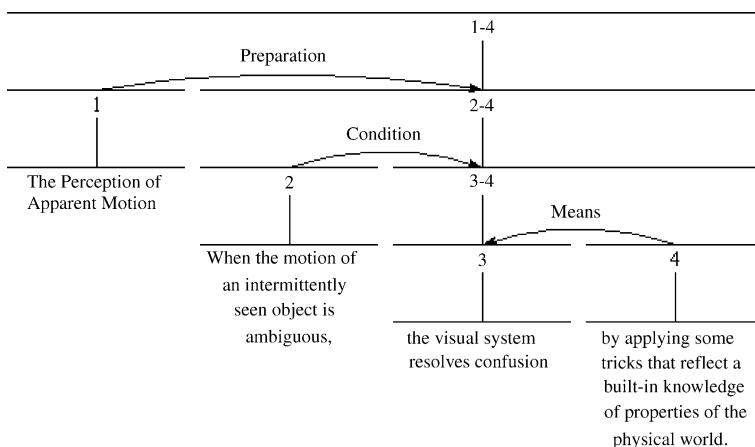 1-4
Preparation
1
2-4
Condition
The Perception of
Apparent Motion
2
3-4
Means
When the motion of
an intermittently
seen object is
ambiguous,
3
4
the visual system
resolves confusion
by applying some
tricks that reflect a
built-in knowledge
of properties of the
physical world.